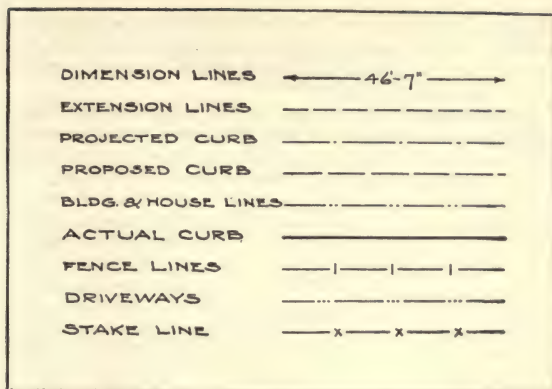 DIMENSION LINES 46'-7"
EXTENSION LINES
PROJECTED CURB
PROPOSED CURB
BLDG. & HOUSE LINES
ACTUAL CURB
FENCE LINES
DRIVEWAYS
STAKE LINE x x x